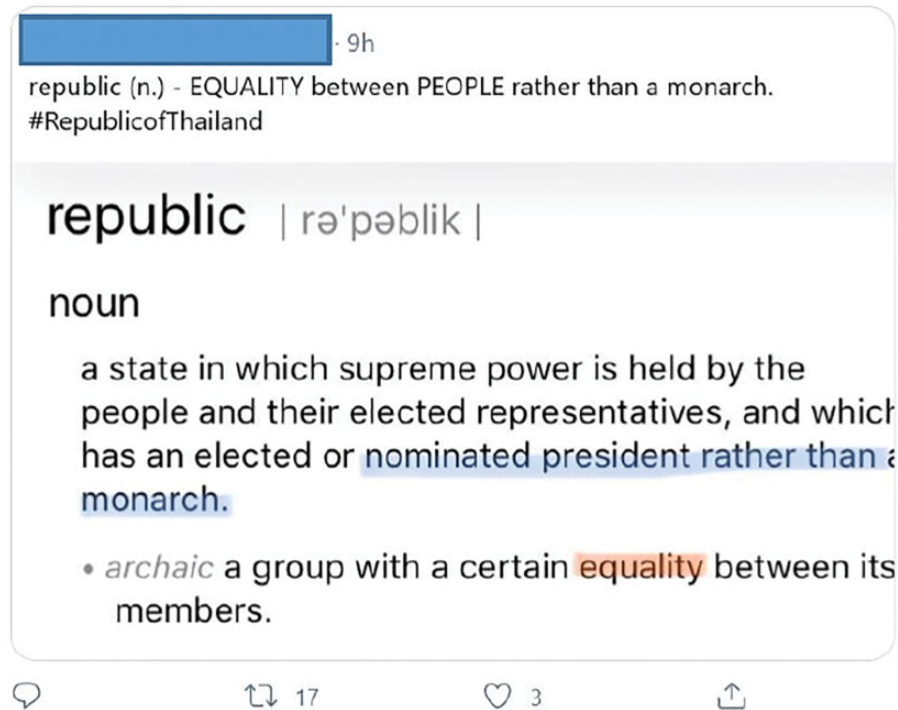 · 9h
republic (n.) - EQUALITY between PEOPLE rather than a monarch.
#RepublicofThailand
republic | rəˈpəblik |
noun
a state in which supreme power is held by the
people and their elected representatives, and which
has an elected or nominated president rather than a
monarch.
• archaic a group with a certain equality between its
members.
17 3